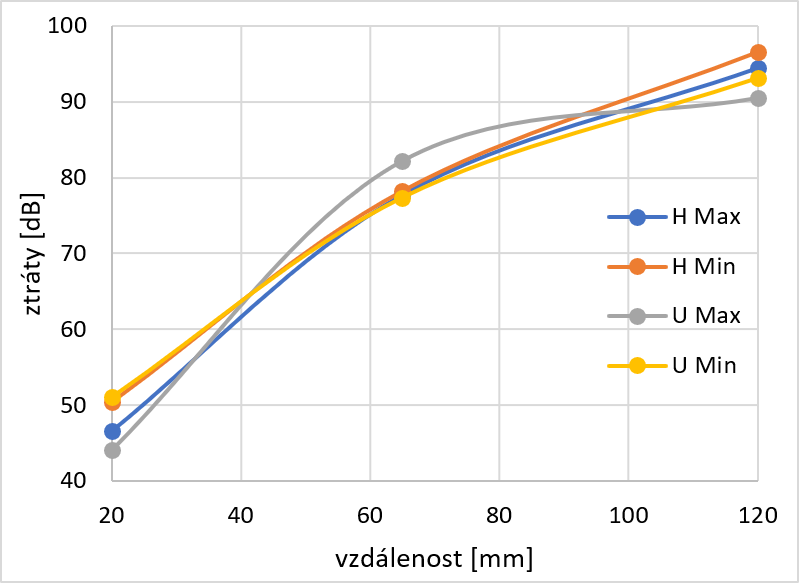 100
90
80
70
60
50
40
ztráty [dB]
H Max
H Min
U Max
U Min
20 40 60 80 100 120
vzdálenost [mm]